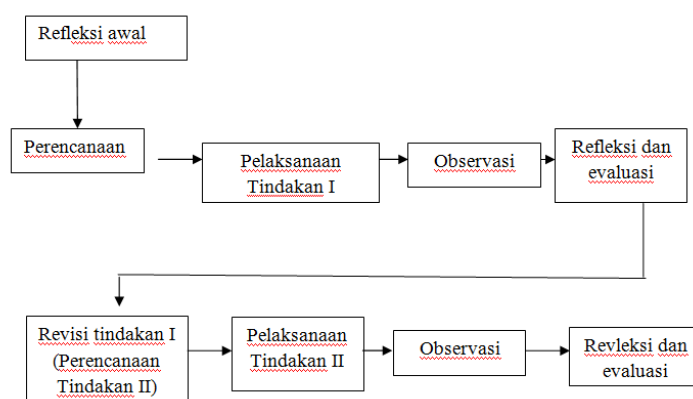 Refleksi awal
Perencanaan
Pelaksanaan
Tindakan I
Observasi
Refleksi dan
evaluasi
Revisi tindakan I
(Perencanaan
Tindakan II)
Pelaksanaan
Tindakan II
Observasi
Revleksi dan
evaluasi